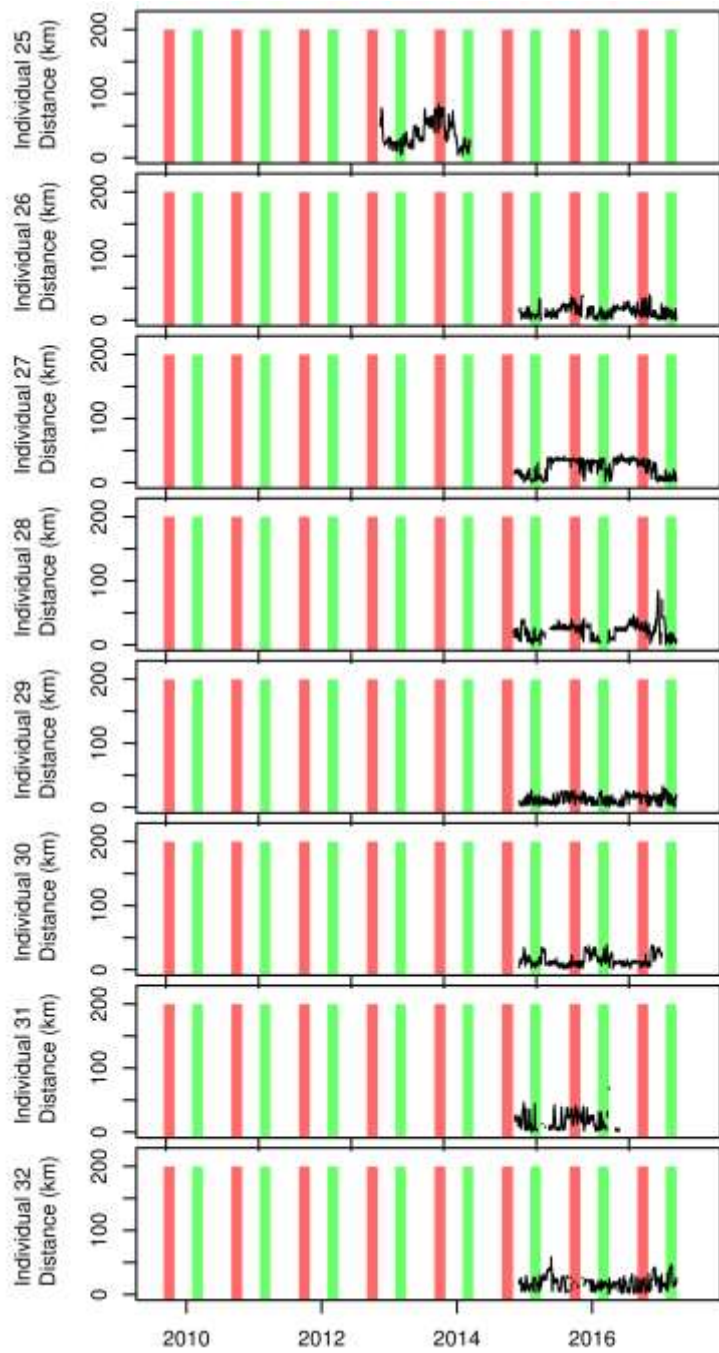 Individual 25
Distance (km)
0 100 200
Individual 26
Distance (km)
0 100 200
Individual 27
Distance (km)
0 100 200
Individual 28
Distance (km)
0 100 200
Individual 29
Distance (km)
0 100 200
Individual 30
Distance (km)
0 100 200
Individual 31
Distance (km)
0 100 200
Individual 32
Distance (km)
0 100 200
2010 2012 2014 2016